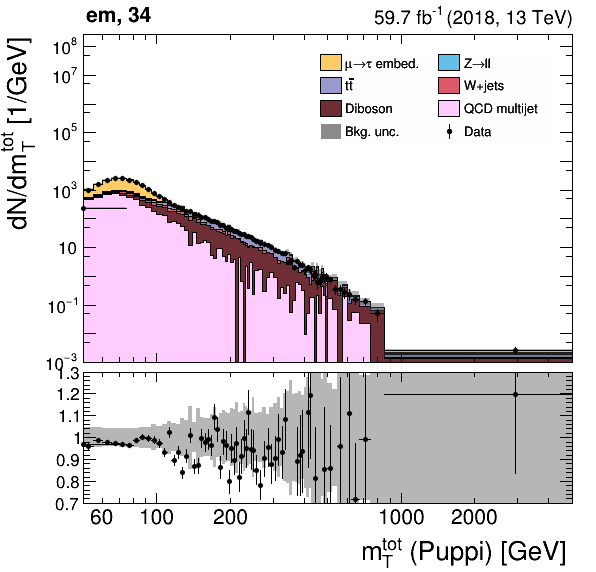 em, 34
59.7 fb⁻¹ (2018, 13 TeV)
dN/dm_T^tot [1/GeV]
10⁸
10⁷
10⁵
10³
10
10⁻¹
10⁻³
μ→τ embed.
Z→ll
tt̄
W+jets
Diboson
QCD multijet
Bkg. unc.
Data
1.3
1.2
1.1
1
0.9
0.8
0.7
60 100 200 1000 2000
m_T^tot (Puppi) [GeV]